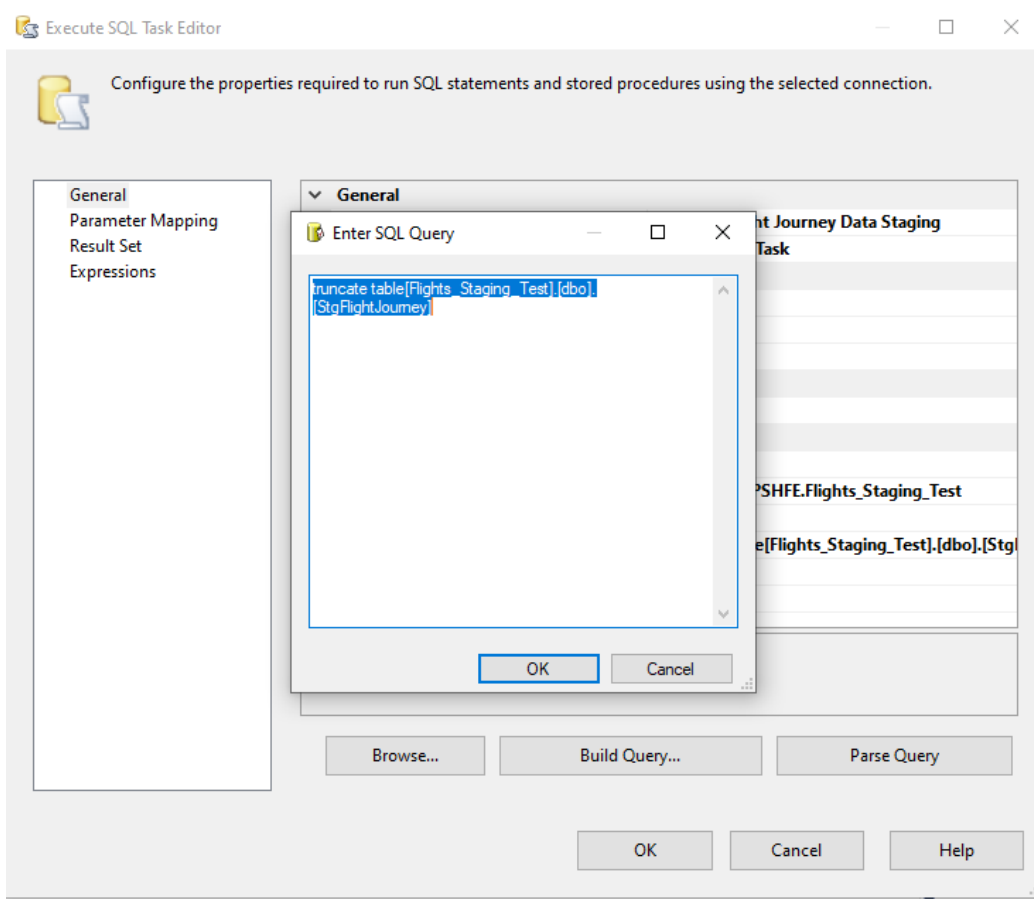 Execute SQL Task Editor
Configure the properties required to run SQL statements and stored procedures using the selected connection.
General
Parameter Mapping
Result Set
Expressions
General
ht Journey Data Staging
Task
PSHFE.Flights_Staging_Test
e[Flights_Staging_Test].[dbo].[Stgl
Enter SQL Query
truncate table[Flights_Staging_Test].[dbo].
[StgFlightJourney]
OK
Cancel
Browse...
Build Query...
Parse Query
OK
Cancel
Help